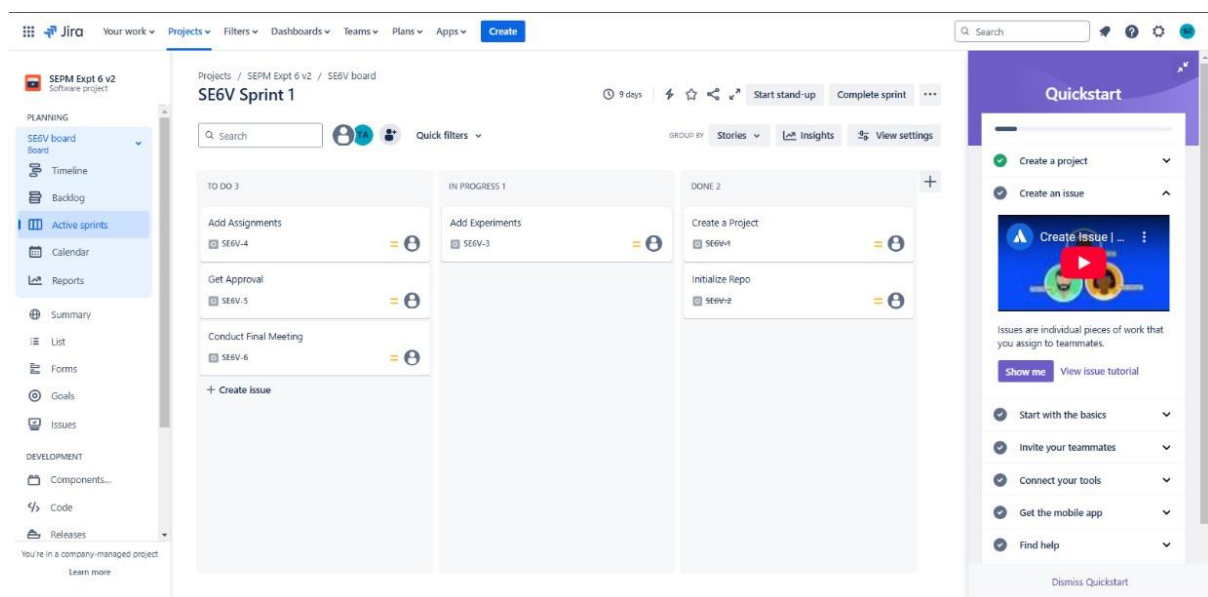 Jira Your work Projects Filters Dashboards Teams Plans Apps Create Search
SEPM Expt 6 v2
Software project
PLANNING
SE6V board
Board
Timeline
Backlog
Active sprints
Calendar
Reports
Summary
List
Forms
Goals
Issues
DEVELOPMENT
Components...
Code
Releases
You're in a company-managed project
Learn more
Projects / SEPM Expt 6 v2 / SE6V board
SE6V Sprint 1
9 days Start stand-up Complete sprint
Search TA Quick filters GROUP BY Stories Insights View settings
TO DO 3
Add Assignments
SE6V-4
Get Approval
SE6V-5
Conduct Final Meeting
SE6V-6
+ Create issue
IN PROGRESS 1
Add Experiments
SE6V-3
DONE 2
Create a Project
SE6V-1
Initialize Repo
SE6V-2
Quickstart
Create a project
Create an issue
Create Issue | ...
Issues are individual pieces of work that
you assign to teammates.
Show me View issue tutorial
Start with the basics
Invite your teammates
Connect your tools
Get the mobile app
Find help
Dismiss Quickstart